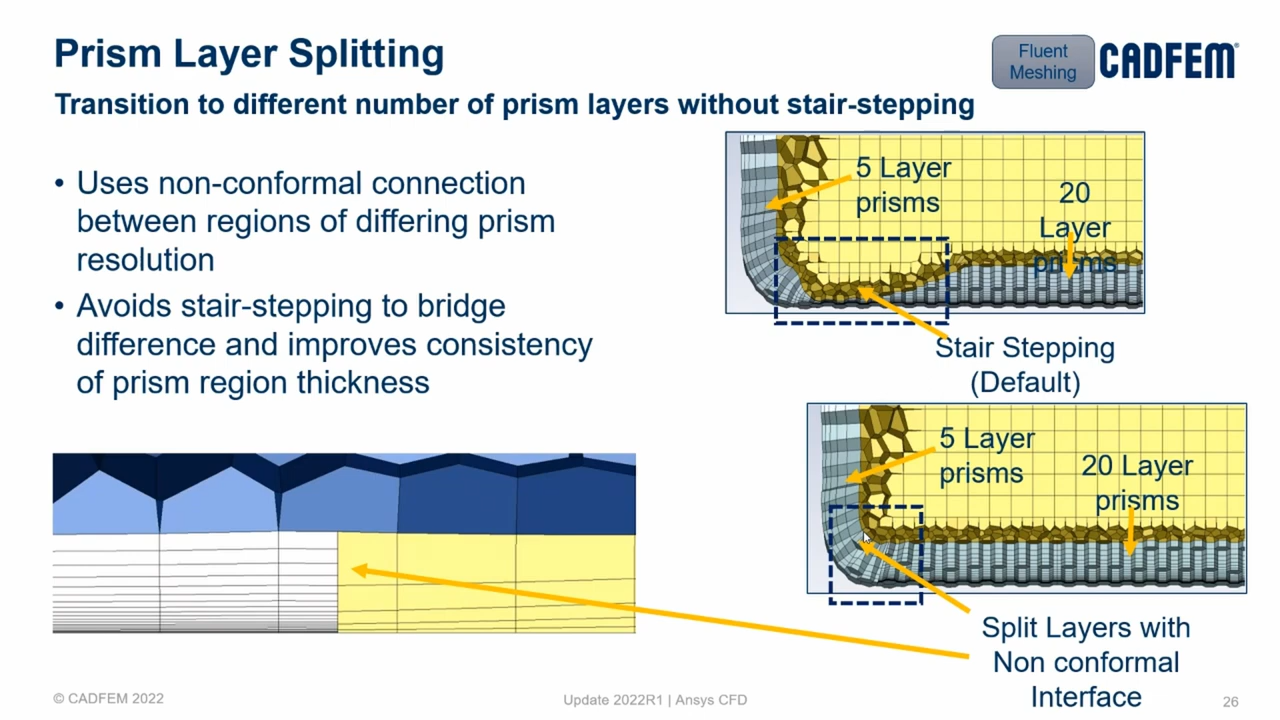 Prism Layer Splitting
Fluent
Meshing
CADFEM
Transition to different number of prism layers without stair-stepping
• Uses non-conformal connection
between regions of differing prism
resolution
• Avoids stair-stepping to bridge
difference and improves consistency
of prism region thickness
5 Layer
prisms
20
Layer
prisms
Stair Stepping
(Default)
5 Layer
prisms
20 Layer
prisms
Split Layers with
Non conformal
Interface
© CADFEM 2022
Update 2022R1 | Ansys CFD
26